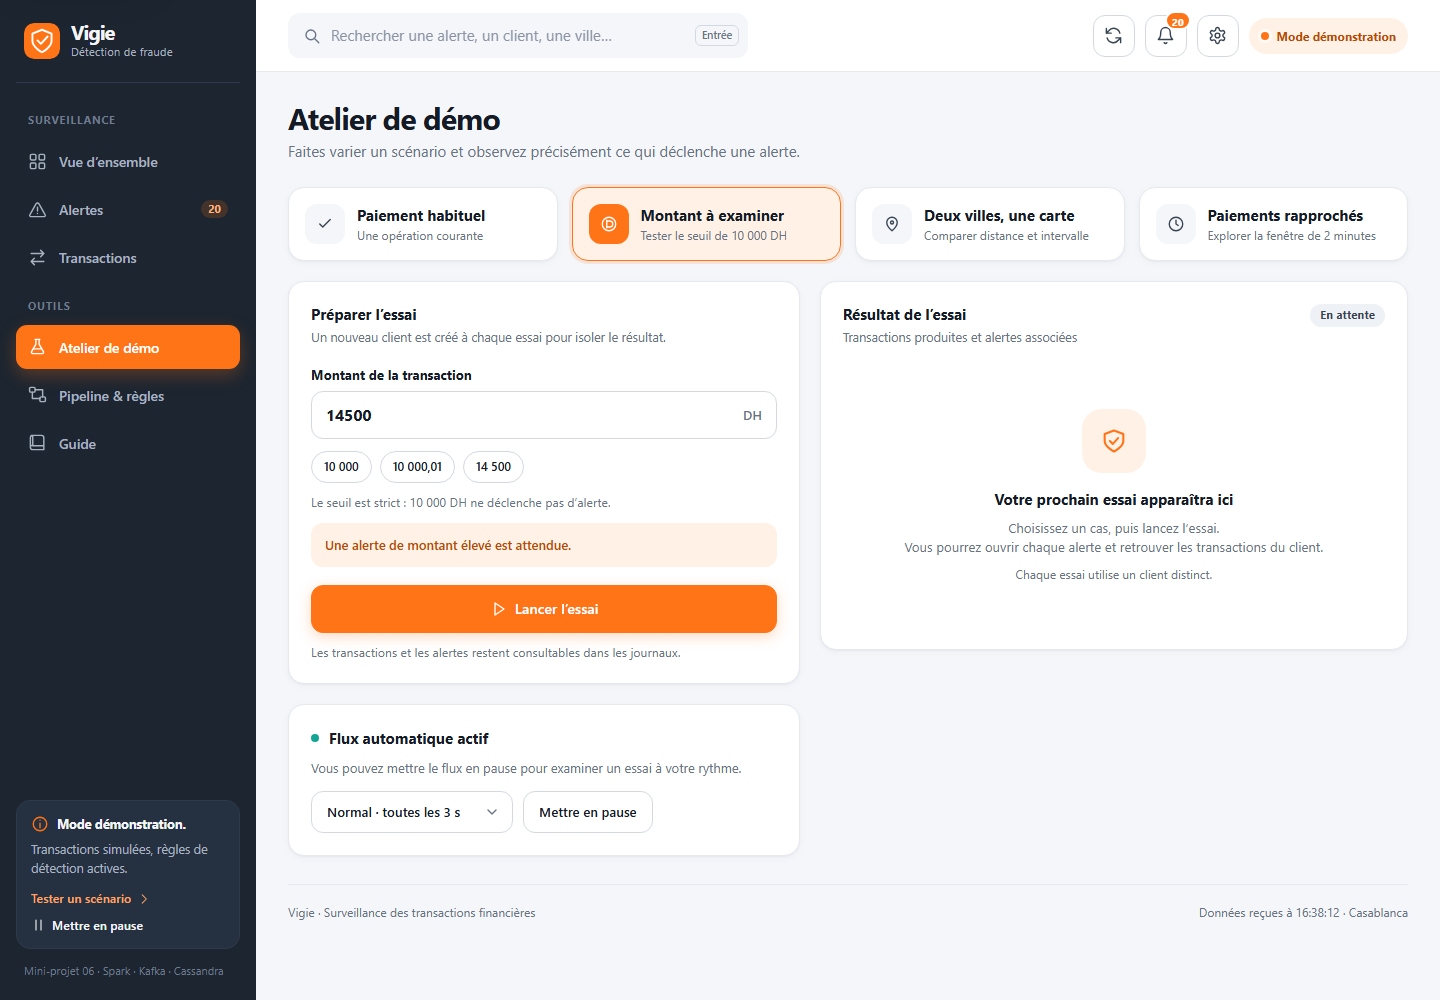 Vigie
Détection de fraude
SURVEILLANCE
Vue d’ensemble
Alertes
20
Transactions
OUTILS
Atelier de démo
Pipeline & règles
Guide
Mode démonstration.
Transactions simulées, règles de
détection actives.
Tester un scénario
Mettre en pause
Mini-projet 06 · Spark · Kafka · Cassandra
Rechercher une alerte, un client, une ville…
Entrée
20
Mode démonstration
Atelier de démo
Faites varier un scénario et observez précisément ce qui déclenche une alerte.
Paiement habituel
Une opération courante
Montant à examiner
Tester le seuil de 10 000 DH
Deux villes, une carte
Comparer distance et intervalle
Paiements rapprochés
Explorer la fenêtre de 2 minutes
Préparer l’essai
Un nouveau client est créé à chaque essai pour isoler le résultat.
Montant de la transaction
14500
DH
10 000
10 000,01
14 500
Le seuil est strict : 10 000 DH ne déclenche pas d’alerte.
Une alerte de montant élevé est attendue.
Lancer l’essai
Les transactions et les alertes restent consultables dans les journaux.
Résultat de l’essai
En attente
Transactions produites et alertes associées
Votre prochain essai apparaîtra ici
Choisissez un cas, puis lancez l’essai.
Vous pourrez ouvrir chaque alerte et retrouver les transactions du client.
Chaque essai utilise un client distinct.
Flux automatique actif
Vous pouvez mettre le flux en pause pour examiner un essai à votre rythme.
Normal · toutes les 3 s
Mettre en pause
Vigie · Surveillance des transactions financières
Données reçues à 16:38:12 · Casablanca